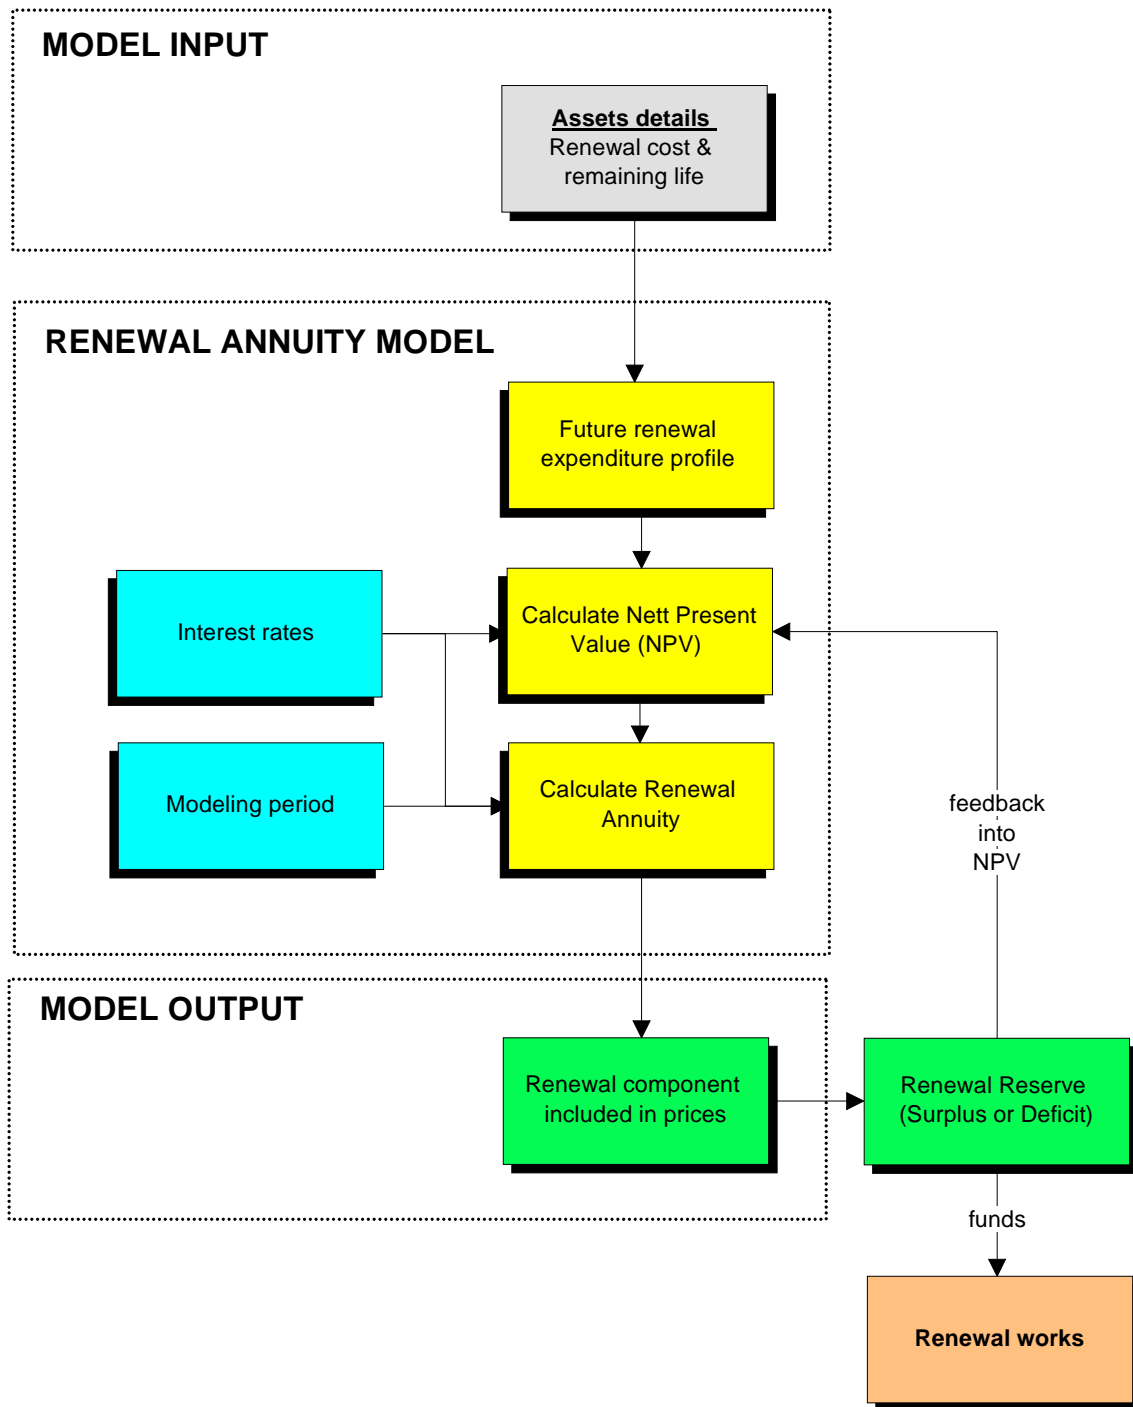 MODEL INPUT
Assets details
Renewal cost &
remaining life
RENEWAL ANNUITY MODEL
Future renewal
expenditure profile
Interest rates
Calculate Nett Present
Value (NPV)
Modeling period
Calculate Renewal
Annuity
feedback
into
NPV
MODEL OUTPUT
Renewal component
included in prices
Renewal Reserve
(Surplus or Deficit)
funds
Renewal works